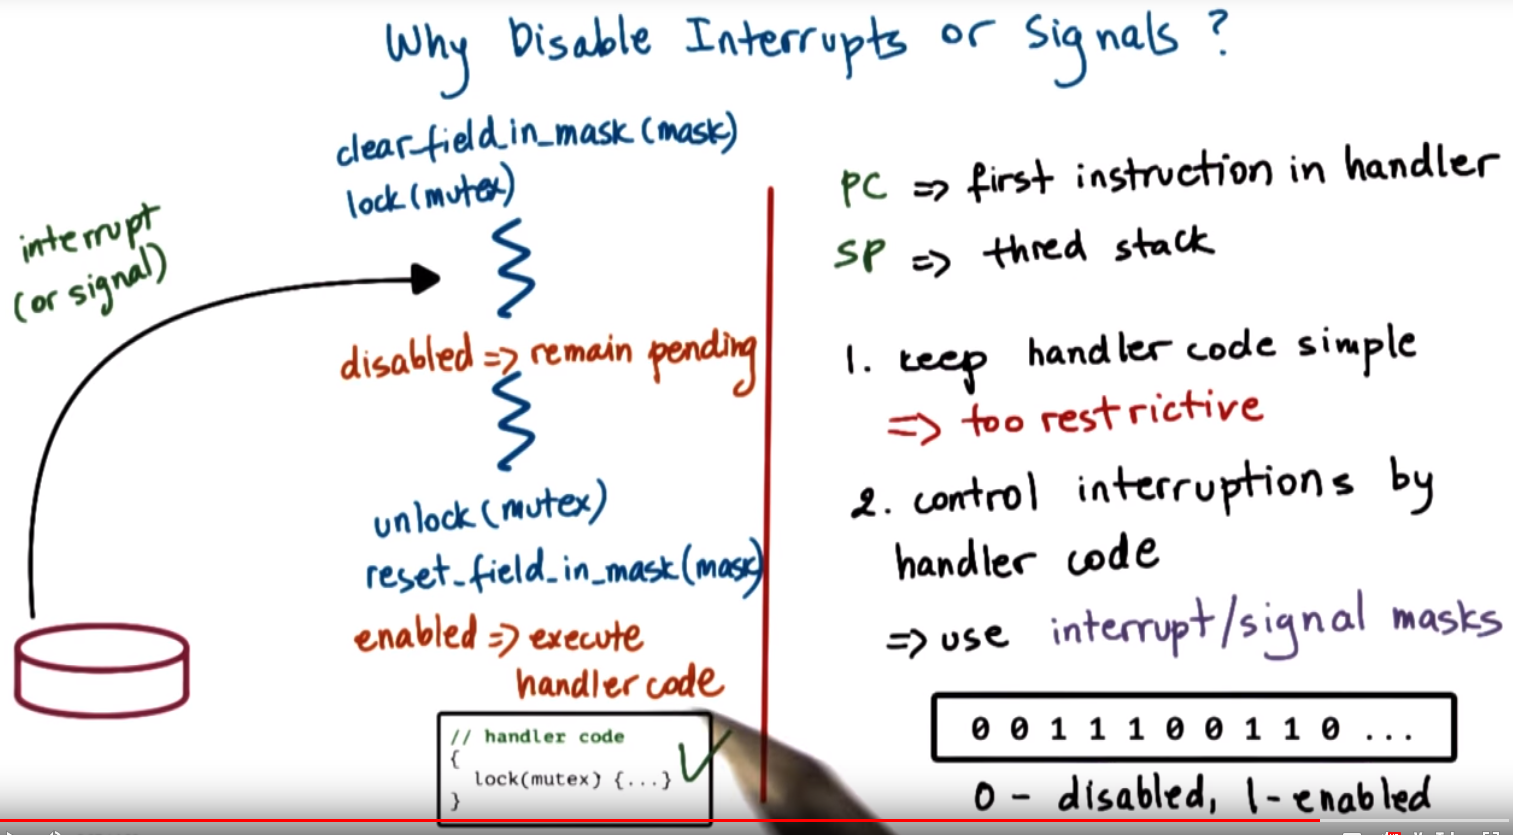 Why Disable Interrupts or Signals ?
clear_field_in_mask (mask)
lock (mutex)
interrupt
(or signal)
disabled => remain pending
unlock (mutex)
reset_field_in_mask (mask)
enabled => execute
handler code
// handler code
{
lock(mutex) {...}
}
PC => first instruction in handler
SP => thred stack
1. keep handler code simple
=> too restrictive
2. control interruptions by
handler code
=> use interrupt/signal masks
0 0 1 1 1 0 0 1 1 0 ...
0 - disabled, 1 - enabled